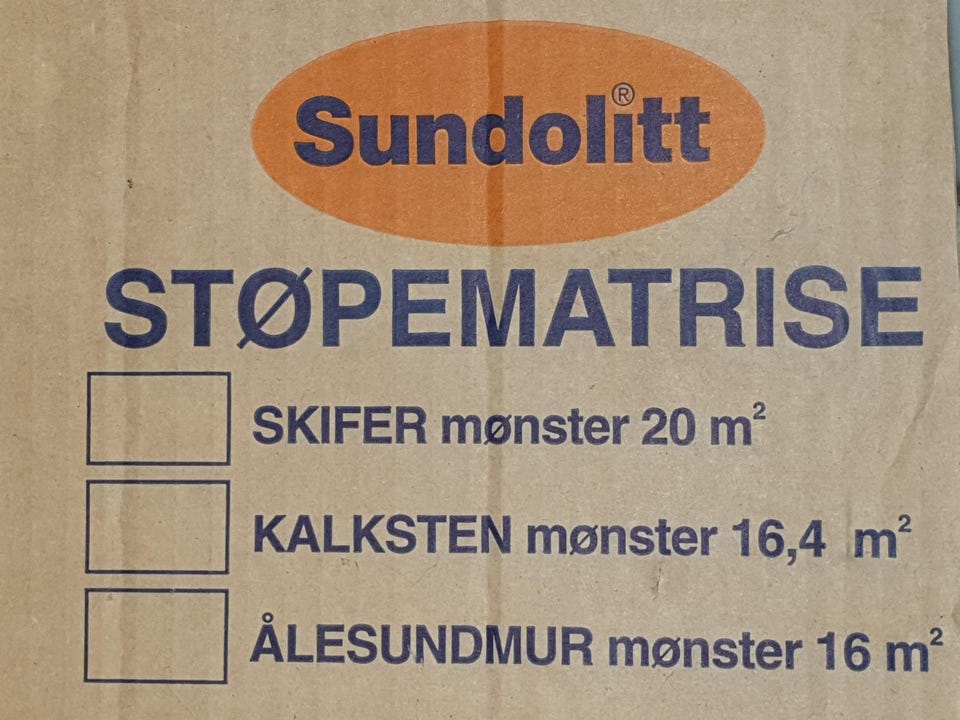 Sundolitt®
STØPEMATRISE
SKIFER mønster 20 m²
KALKSTEN mønster 16,4 m²
ÅLESUNDMUR mønster 16 m²